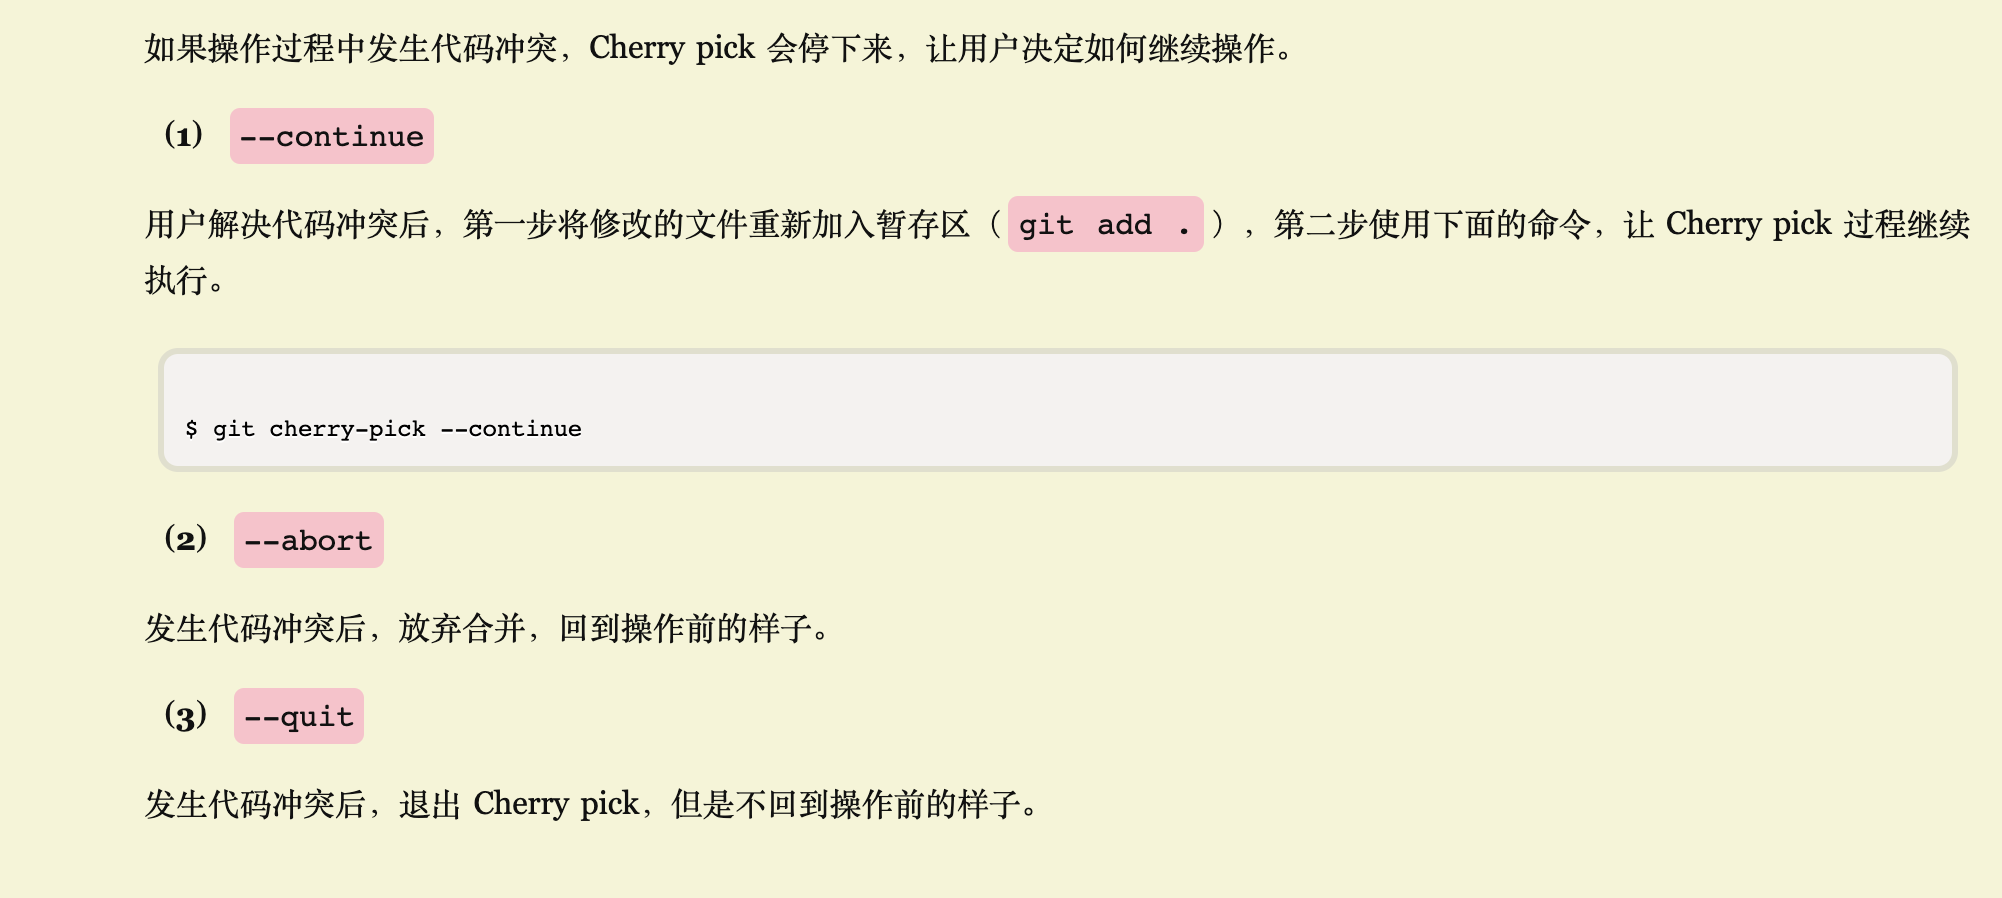 如果操作过程中发生代码冲突，Cherry pick 会停下来，让用户决定如何继续操作。
(1) --continue
用户解决代码冲突后，第一步将修改的文件重新加入暂存区（git add .），第二步使用下面的命令，让 Cherry pick 过程继续
执行。
$ git cherry-pick --continue
(2) --abort
发生代码冲突后，放弃合并，回到操作前的样子。
(3) --quit
发生代码冲突后，退出 Cherry pick，但是不回到操作前的样子。